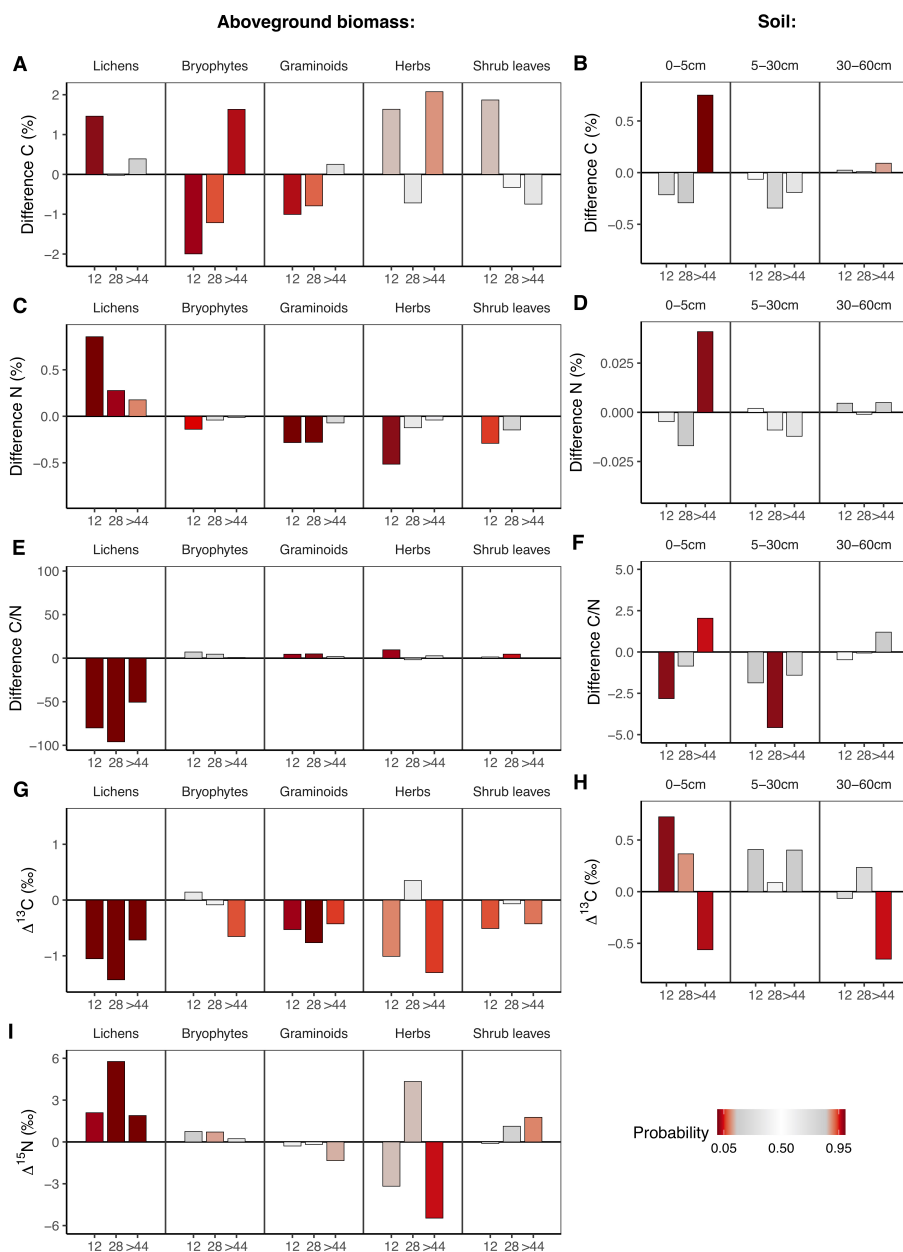 Aboveground biomass:
Soil:
A
Lichens Bryophytes Graminoids Herbs Shrub leaves
Difference C (%)
2
1
0
−1
−2
12 28 >44 12 28 >44 12 28 >44 12 28 >44 12 28 >44
B
0−5cm 5−30cm 30−60cm
Difference C (%)
0.5
0.0
−0.5
12 28>44 12 28>44 12 28>44
C
Lichens Bryophytes Graminoids Herbs Shrub leaves
Difference N (%)
0.5
0.0
−0.5
12 28 >44 12 28 >44 12 28 >44 12 28 >44 12 28 >44
D
0−5cm 5−30cm 30−60cm
Difference N (%)
0.025
0.000
−0.025
12 28>44 12 28>44 12 28>44
E
Lichens Bryophytes Graminoids Herbs Shrub leaves
Difference C/N
100
50
0
−50
−100
12 28 >44 12 28 >44 12 28 >44 12 28 >44 12 28 >44
F
0−5cm 5−30cm 30−60cm
Difference C/N
5.0
2.5
0.0
−2.5
−5.0
12 28>44 12 28>44 12 28>44
G
Lichens Bryophytes Graminoids Herbs Shrub leaves
Δ¹³C (‰)
1
0
−1
12 28 >44 12 28 >44 12 28 >44 12 28 >44 12 28 >44
H
0−5cm 5−30cm 30−60cm
Δ¹³C (‰)
0.5
0.0
−0.5
12 28>44 12 28>44 12 28>44
I
Lichens Bryophytes Graminoids Herbs Shrub leaves
Δ¹⁵N (‰)
6
3
0
−3
−6
12 28 >44 12 28 >44 12 28 >44 12 28 >44 12 28 >44
Probability
0.05 0.50 0.95